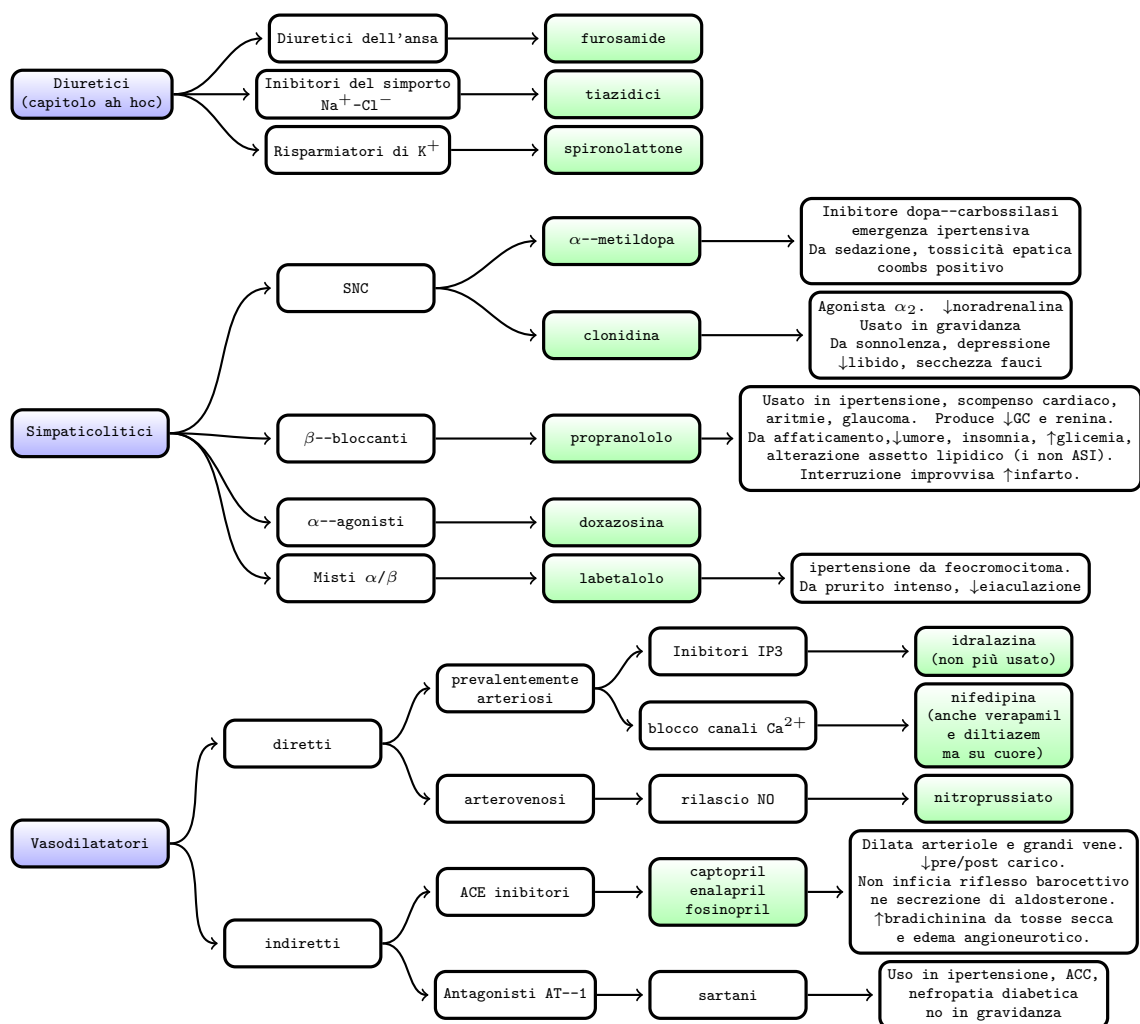 Diuretici
(capitolo ah hoc)
Diuretici dell'ansa
furosamide
Inibitori del simporto
Na⁺-Cl⁻
tiazidici
Risparmiatori di K⁺
spironolattone
Simpaticolitici
SNC
α--metildopa
Inibitore dopa--carbossilasi
emergenza ipertensiva
Da sedazione, tossicità epatica
coombs positivo
clonidina
Agonista α₂. ↓noradrenalina
Usato in gravidanza
Da sonnolenza, depressione
↓libido, secchezza fauci
β--bloccanti
propranololo
Usato in ipertensione, scompenso cardiaco,
aritmie, glaucoma. Produce ↓GC e renina.
Da affaticamento,↓umore, insomnia, ↑glicemia,
alterazione assetto lipidico (i non ASI).
Interruzione improvvisa ↑infarto.
α--agonisti
doxazosina
Misti α/β
labetalolo
ipertensione da feocromocitoma.
Da prurito intenso, ↓eiaculazione
Vasodilatatori
diretti
prevalentemente
arteriosi
Inibitori IP3
idralazina
(non più usato)
blocco canali Ca²⁺
nifedipina
(anche verapamil
e diltiazem
ma su cuore)
arterovenosi
rilascio NO
nitroprussiato
indiretti
ACE inibitori
captopril
enalapril
fosinopril
Dilata arteriole e grandi vene.
↓pre/post carico.
Non inficia riflesso barocettivo
ne secrezione di aldosterone.
↑bradichinina da tosse secca
e edema angioneurotico.
Antagonisti AT--1
sartani
Uso in ipertensione, ACC,
nefropatia diabetica
no in gravidanza